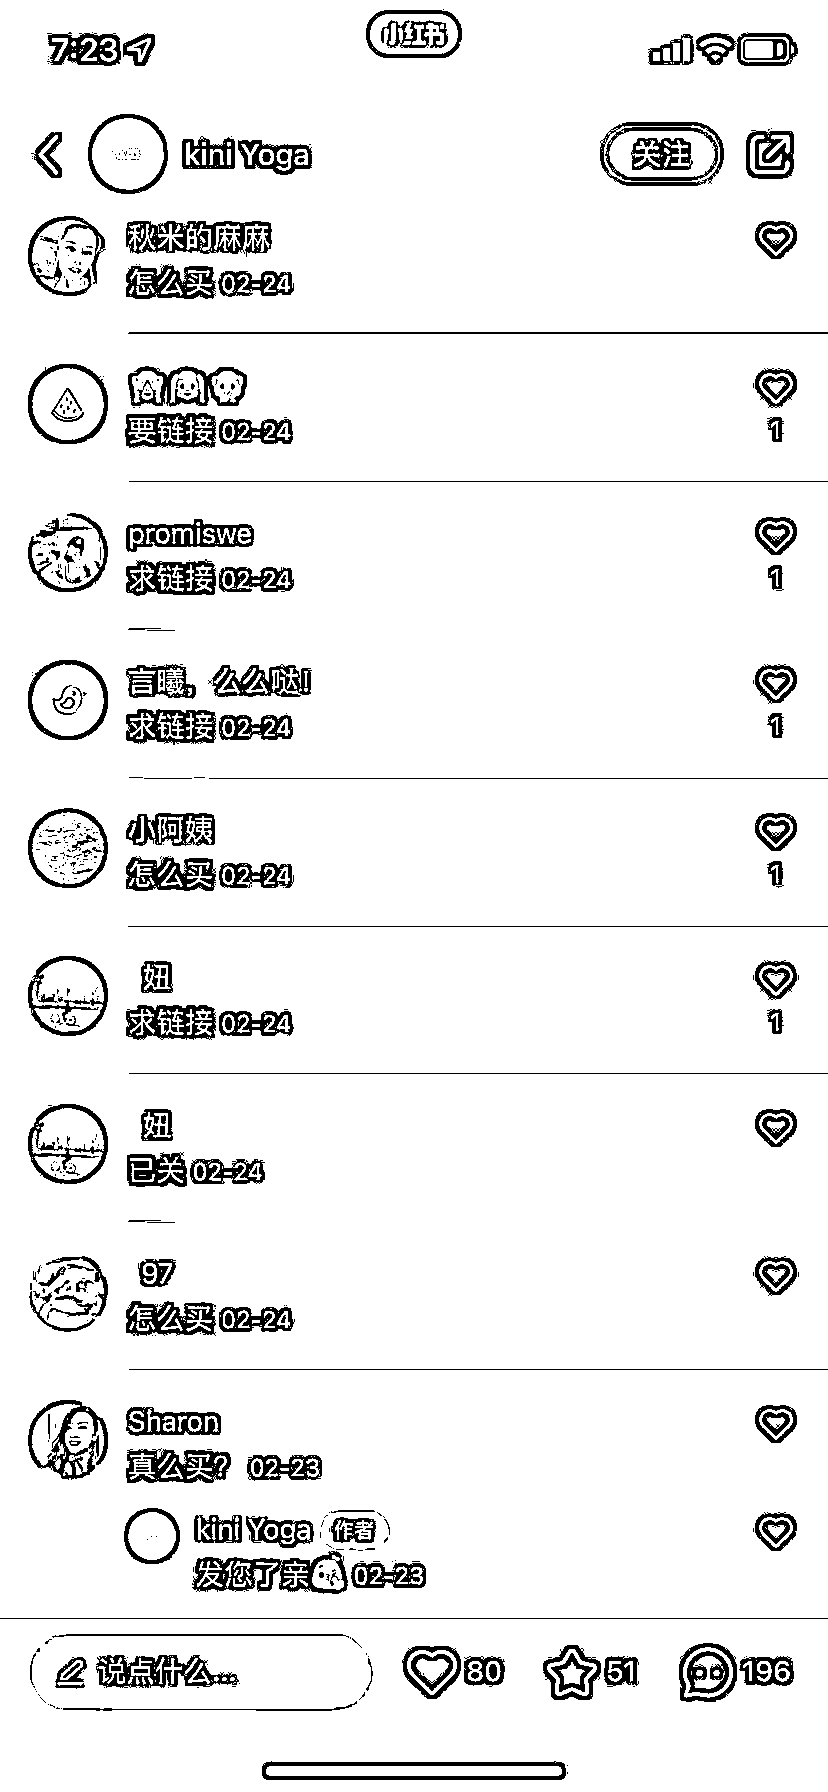 7:23
小红书
kini Yoga
关注
秋米的麻麻
怎么买 02-24
🙈🙉🙊
要链接 02-24
1
promiswe
求链接 02-24
1
言曦，么么哒!
求链接 02-24
1
小阿姨
怎么买 02-24
1
妞
求链接 02-24
1
妞
已关 02-24
97
怎么买 02-24
Sharon
真么买？ 02-23
kini Yoga 作者
发您了亲 02-23
说点什么... 80 51 196